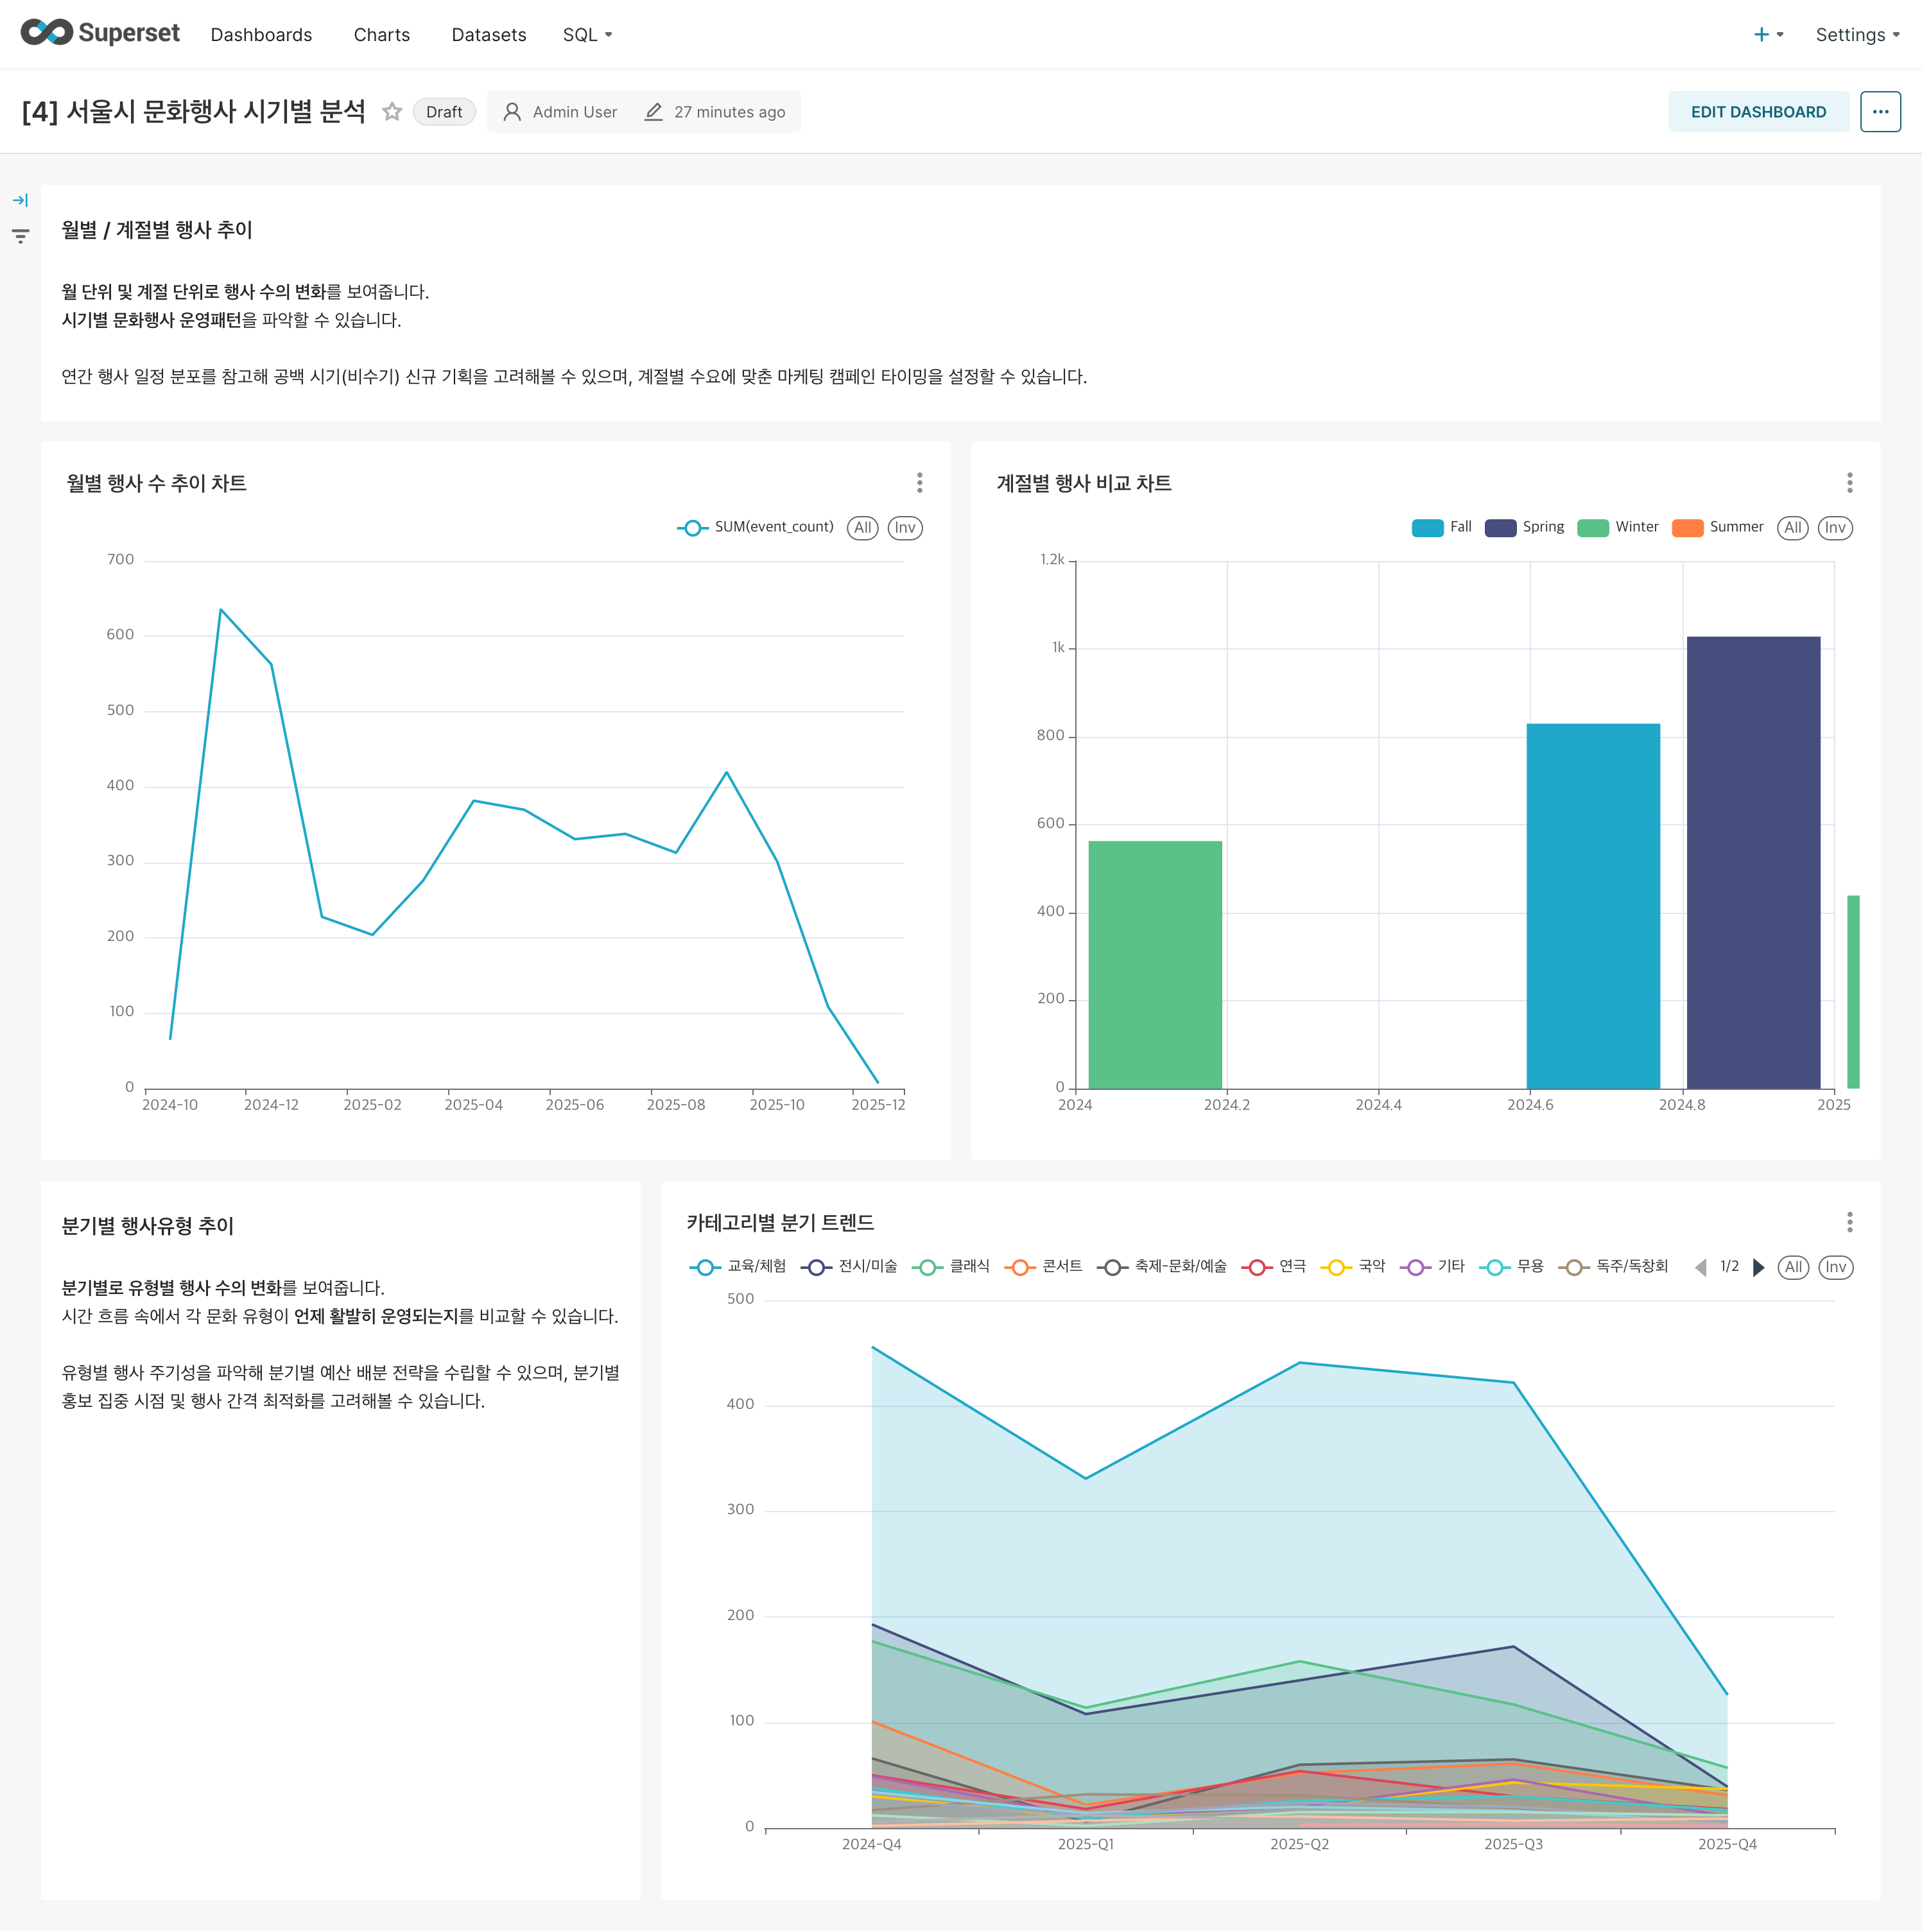 Superset
Dashboards Charts Datasets SQL
+ Settings
[4] 서울시 문화행사 시기별 분석 Draft Admin User 27 minutes ago
EDIT DASHBOARD ...
월별 / 계절별 행사 추이
월 단위 및 계절 단위로 행사 수의 변화를 보여줍니다.
시기별 문화행사 운영패턴을 파악할 수 있습니다.
연간 행사 일정 분포를 참고해 공백 시기(비수기) 신규 기획을 고려해볼 수 있으며, 계절별 수요에 맞춘 마케팅 캠페인 타이밍을 설정할 수 있습니다.
월별 행사 수 추이 차트
SUM(event_count) All Inv
700
600
500
400
300
200
100
0
2024-10 2024-12 2025-02 2025-04 2025-06 2025-08 2025-10 2025-12
계절별 행사 비교 차트
Fall Spring Winter Summer All Inv
1.2k
1k
800
600
400
200
0
2024 2024.2 2024.4 2024.6 2024.8 2025
분기별 행사유형 추이
분기별로 유형별 행사 수의 변화를 보여줍니다.
시간 흐름 속에서 각 문화 유형이 언제 활발히 운영되는지를 비교할 수 있습니다.
유형별 행사 주기성을 파악해 분기별 예산 배분 전략을 수립할 수 있으며, 분기별
홍보 집중 시점 및 행사 간격 최적화를 고려해볼 수 있습니다.
카테고리별 분기 트렌드
교육/체험 전시/미술 클래식 콘서트 축제-문화/예술 연극 국악 기타 무용 독주/독창회 1/2 All Inv
500
400
300
200
100
0
2024-Q4 2025-Q1 2025-Q2 2025-Q3 2025-Q4